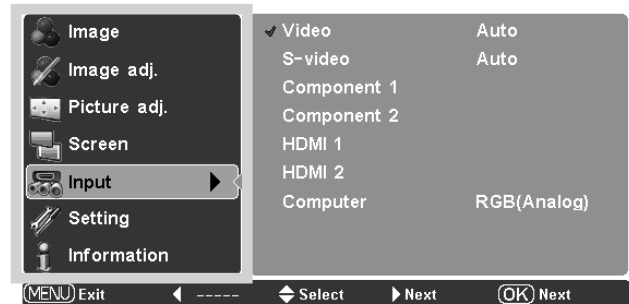 Image
Image adj.
Picture adj.
Screen
Input
Setting
Information
Video Auto
S-video Auto
Component 1
Component 2
HDMI 1
HDMI 2
Computer RGB(Analog)
MENU Exit ----- Select Next OK Next